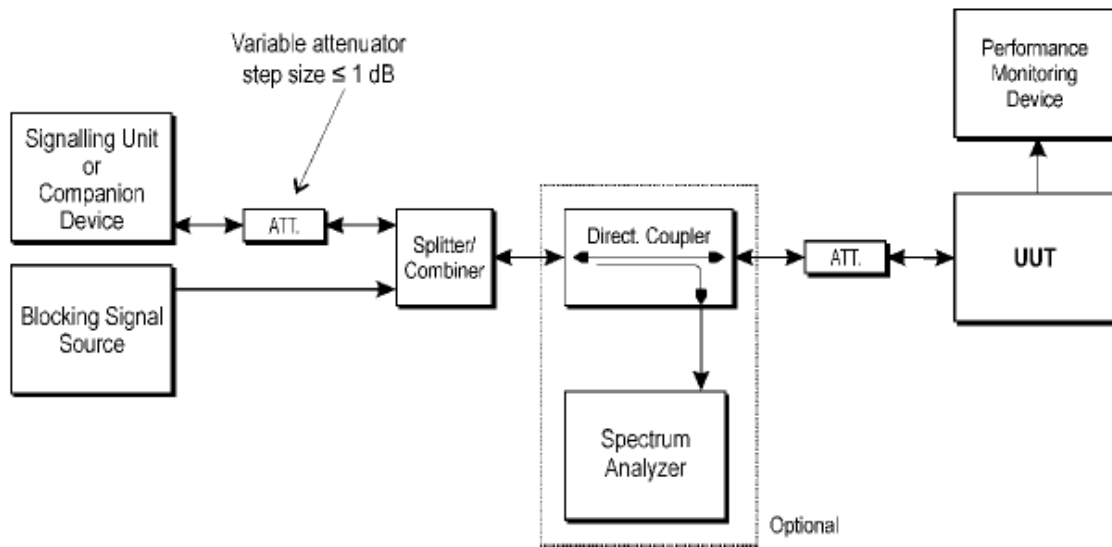 Variable attenuator
step size ≤ 1 dB
Signalling Unit
or
Companion
Device
ATT.
Splitter/
Combiner
Blocking Signal
Source
Direct. Coupler
Spectrum
Analyzer
Optional
ATT.
Performance
Monitoring
Device
UUT